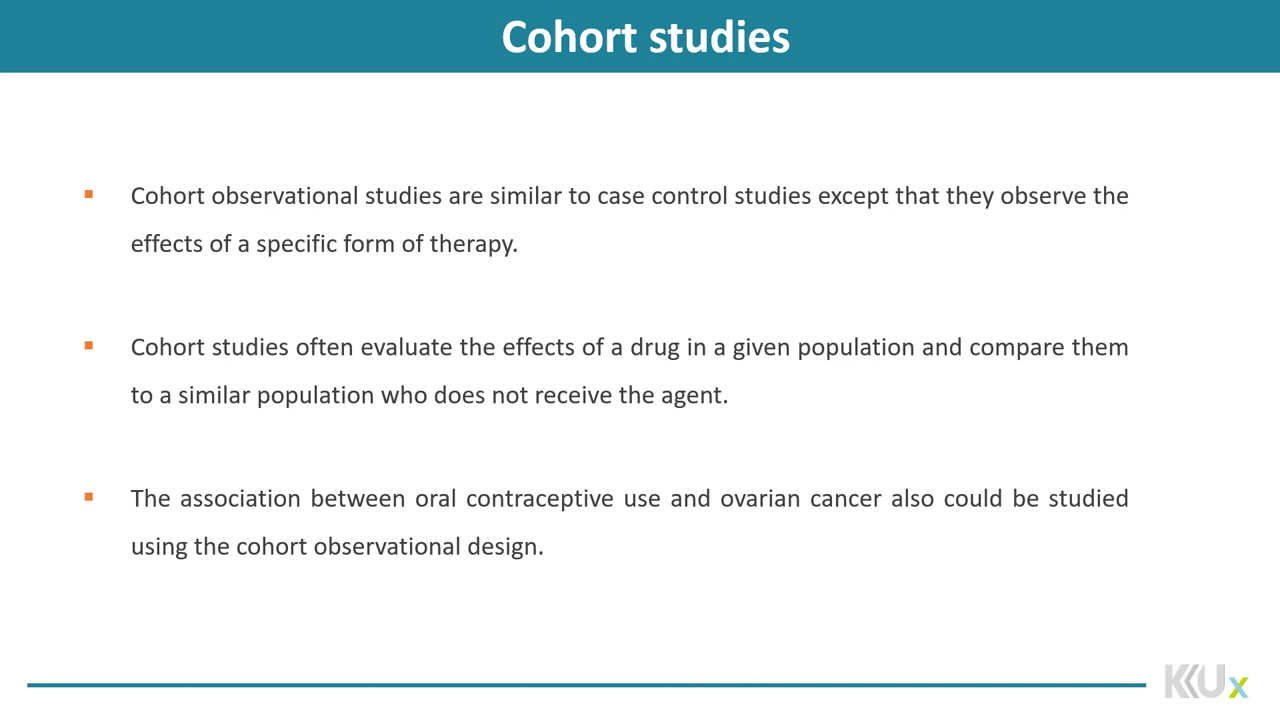 Cohort studies
▪ Cohort observational studies are similar to case control studies except that they observe the
effects of a specific form of therapy.
▪ Cohort studies often evaluate the effects of a drug in a given population and compare them
to a similar population who does not receive the agent.
▪ The association between oral contraceptive use and ovarian cancer also could be studied
using the cohort observational design.
KKUx